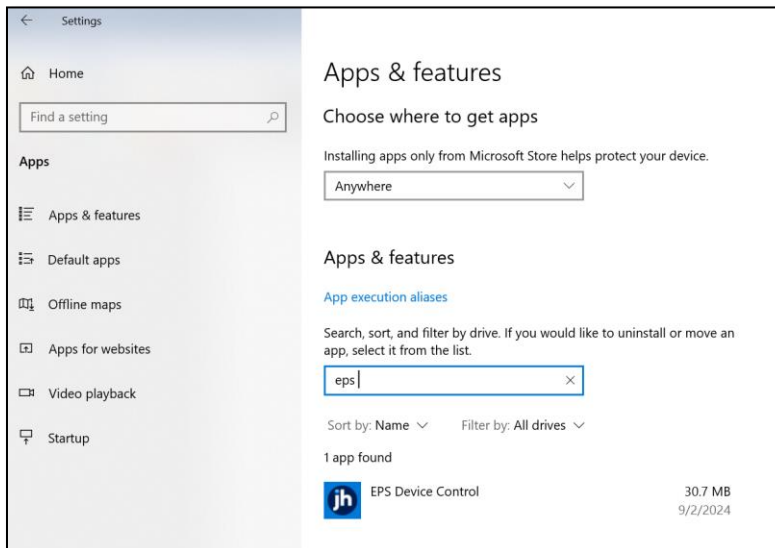 Settings
Home
Find a setting
Apps
Apps & features
Default apps
Offline maps
Apps for websites
Video playback
Startup
Apps & features
Choose where to get apps
Installing apps only from Microsoft Store helps protect your device.
Anywhere
Apps & features
App execution aliases
Search, sort, and filter by drive. If you would like to uninstall or move an
app, select it from the list.
eps
Sort by: Name Filter by: All drives
1 app found
jh EPS Device Control 30.7 MB
9/2/2024